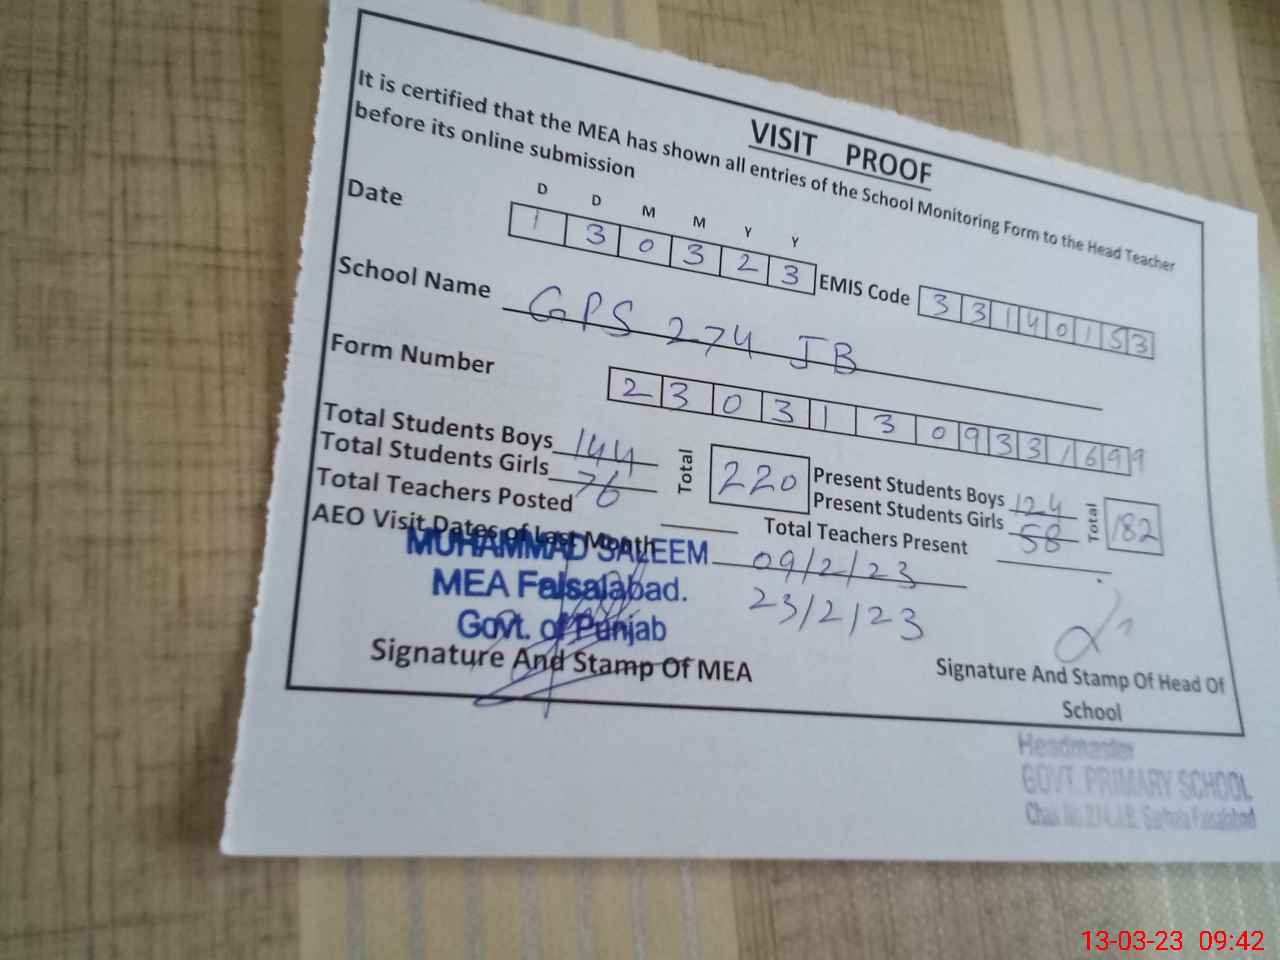 VISIT PROOF
It is certified that the MEA has shown all entries of the School Monitoring Form to the Head Teacher
before its online submission
D D M M Y Y
Date 1 3 0 3 2 3 EMIS Code 3 3 1 4 0 1 5 3
School Name GPS 274 JB
Form Number 2 3 0 3 1 3 0 9 3 3 1 6 9 9
Total Students Boys 144 Total 220 Present Students Boys 124 Total 182
Total Students Girls 76 Present Students Girls 58
Total Teachers Posted Total Teachers Present
AEO Visit Dates of Last Month 09/2/23
23/2/23
MUHAMMAD SALEEM
MEA Faisalabad.
Govt. of Punjab
Signature And Stamp Of MEA
Signature And Stamp Of Head Of
School
Headmaster
GOVT. PRIMARY SCHOOL
Chak No. 274 J.B. Faisalabad
13-03-23 09:42